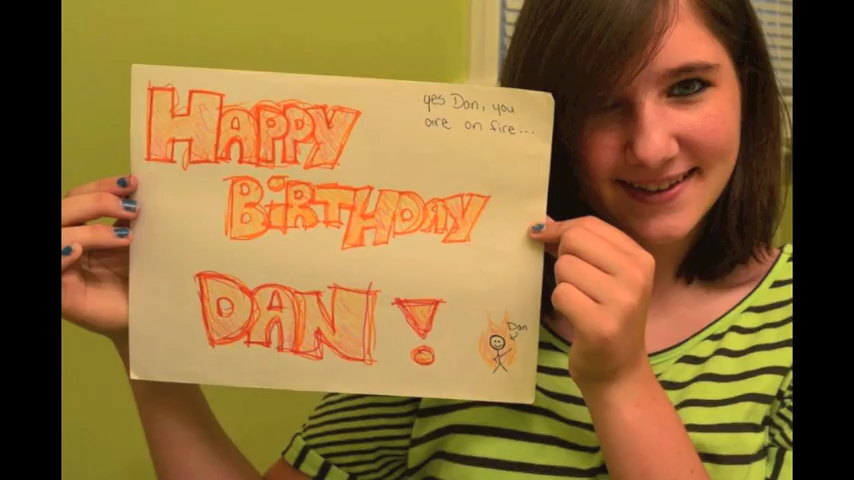 HAPPY
BiRTHDAY
DAN!
yes Dan, you
are on fire...
Dan